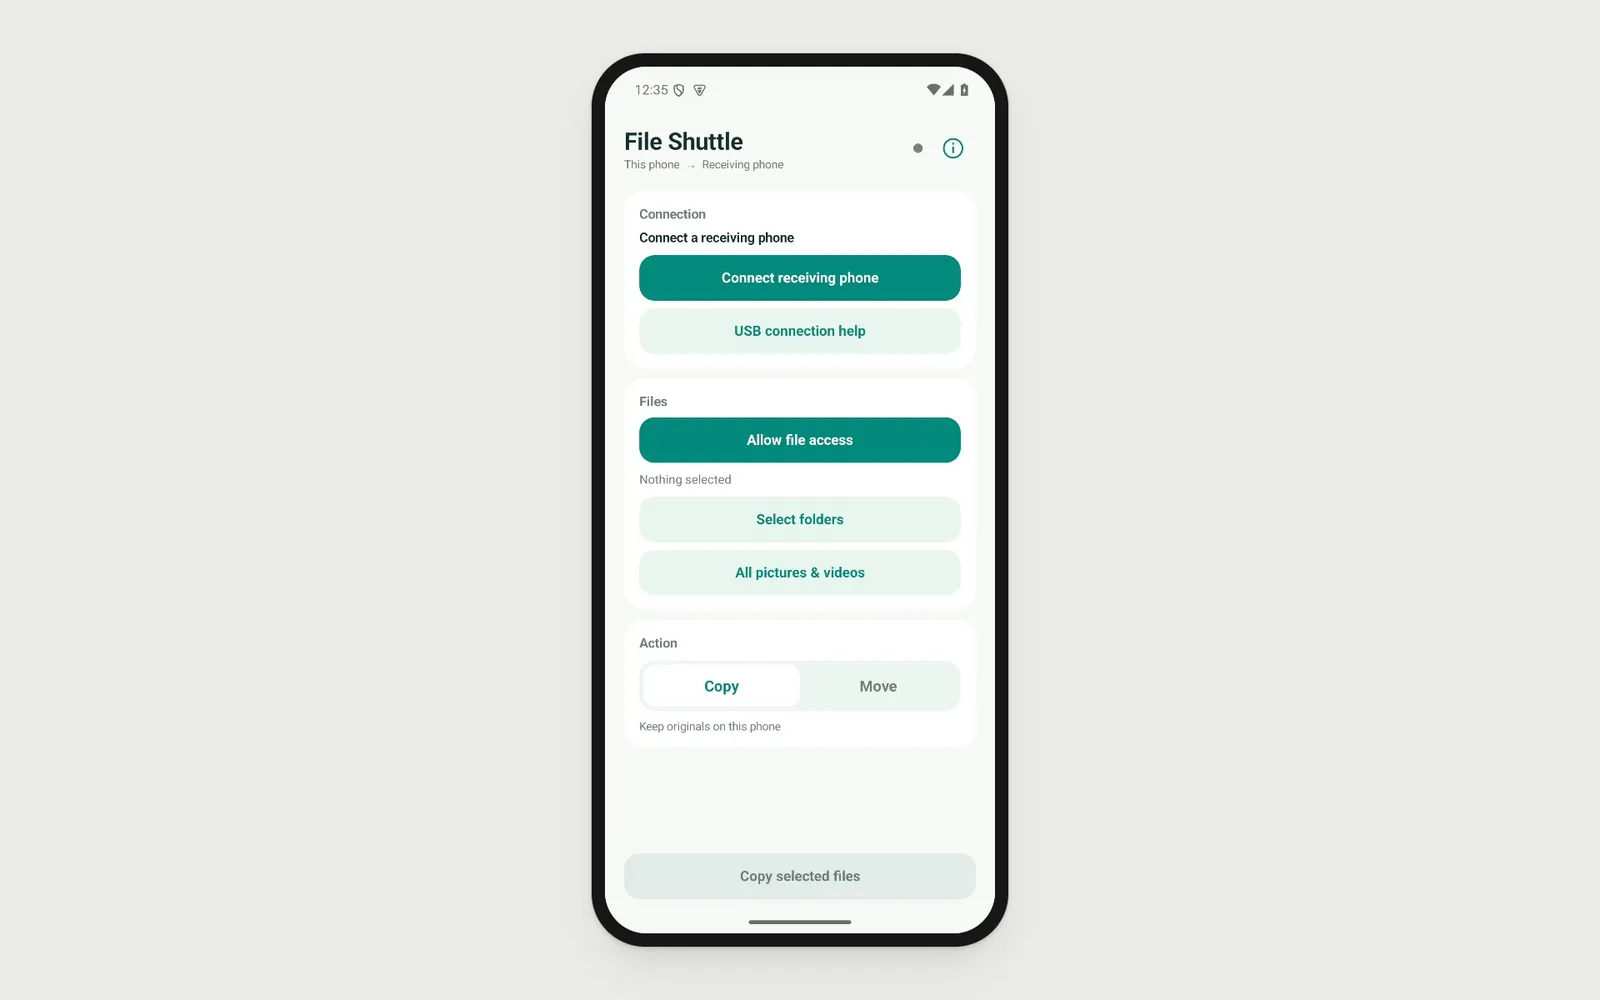 12:35
File Shuttle
This phone → Receiving phone
Connection
Connect a receiving phone
Connect receiving phone
USB connection help
Files
Allow file access
Nothing selected
Select folders
All pictures & videos
Action
Copy Move
Keep originals on this phone
Copy selected files